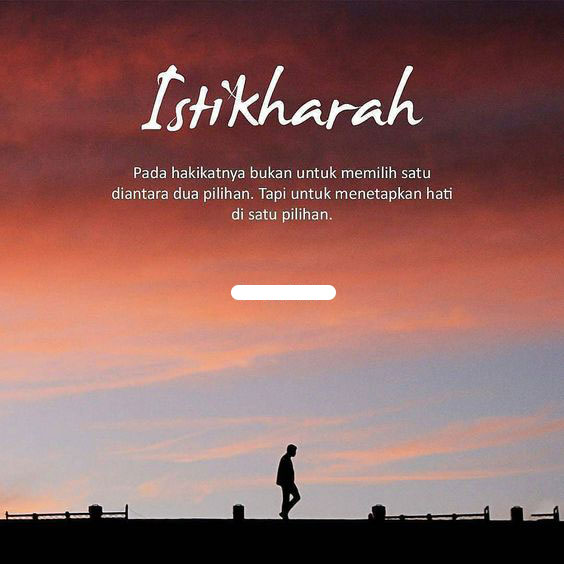 Istikharah
Pada hakikatnya bukan untuk memilih satu
diantara dua pilihan. Tapi untuk menetapkan hati
di satu pilihan.